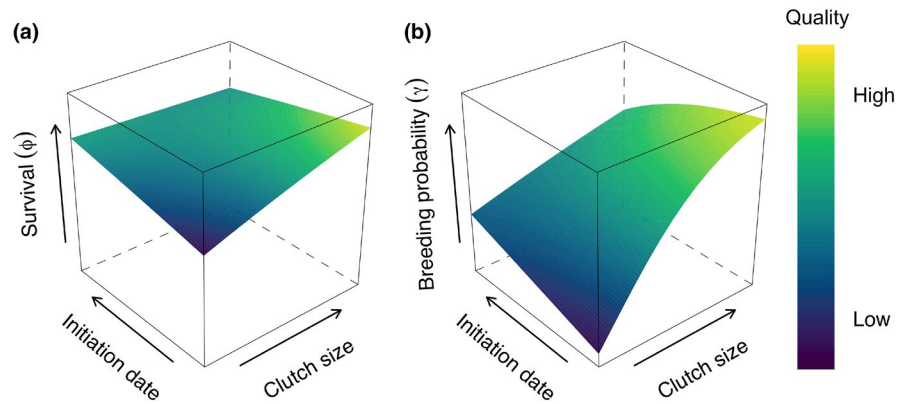 (a)
Survival (ϕ)
Initiation date
Clutch size
(b)
Breeding probability (γ)
Initiation date
Clutch size
Quality
High
Low